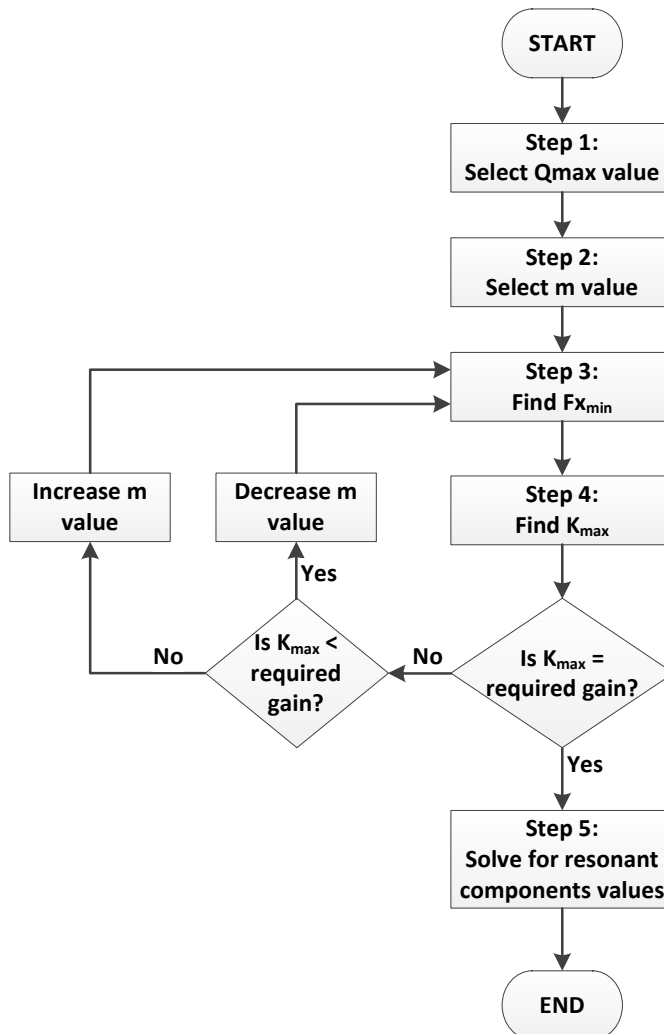 START
Step 1:
Select Qmax value
Step 2:
Select m value
Step 3:
Find Fxmin
Increase m
value
Decrease m
value
Step 4:
Find Kmax
Yes
Is Kmax <
required
gain?
No
No
Is Kmax =
required gain?
Yes
Step 5:
Solve for resonant
components values
END